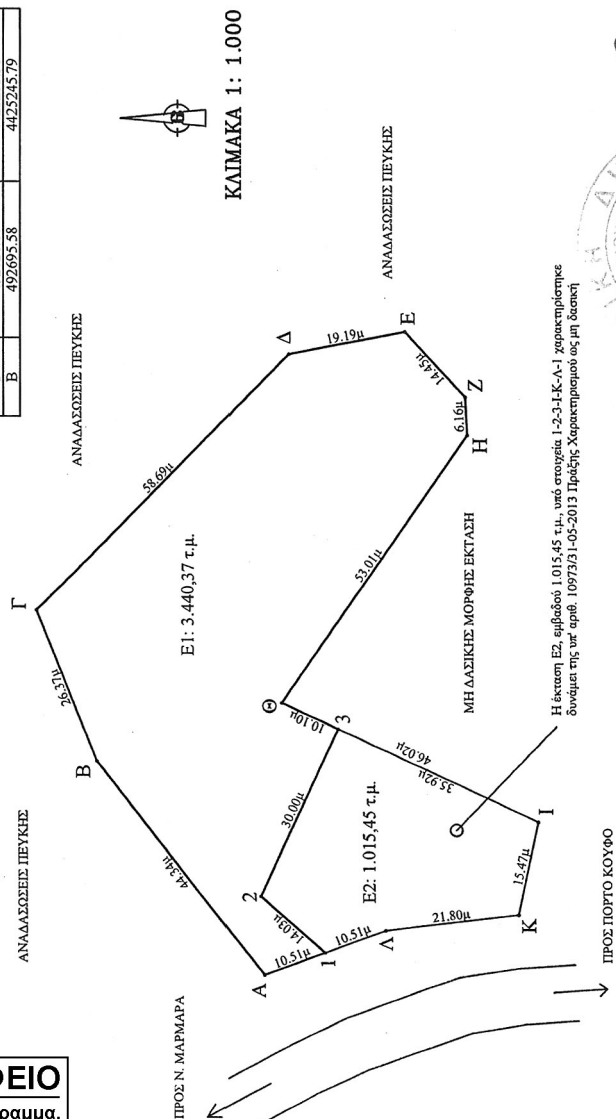 Β 492695.58 4425245.79
ΚΛΙΜΑΚΑ 1: 1.000
ΑΝΑΔΑΣΩΣΕΙΣ ΠΕΥΚΗΣ
ΑΝΑΔΑΣΩΣΕΙΣ ΠΕΥΚΗΣ
ΑΝΑΔΑΣΩΣΕΙΣ ΠΕΥΚΗΣ
Γ
26.37μ
58.69μ
Β
44.34μ
Δ
19.19μ
Ε
14.45μ
Ζ
6.16μ
Η
Ε1: 3.440,37 τ.μ.
53.01μ
Θ
10.10μ
3
30.00μ
2
14.03μ
Α
10.51μ
1
10.51μ
Λ
Ε2: 1.015,45 τ.μ.
46.02μ
35.92μ
21.80μ
Κ
15.47μ
Ι
ΜΗ ΔΑΣΙΚΗΣ ΜΟΡΦΗΣ ΕΚΤΑΣΗ
Η έκταση Ε2, εμβαδού 1.015,45 τ.μ., υπό στοιχεία 1-2-3-Ι-Κ-Λ-1 χαρακτηρίστηκε
δυνάμει της υπ' αριθ. 10973/31-05-2013 Πράξης Χαρακτηρισμού ως μη δασική
ΠΡΟΣ Ν. ΜΑΡΜΑΡΑ
ΠΡΟΣ ΠΟΡΤΟ ΚΟΥΦΟ